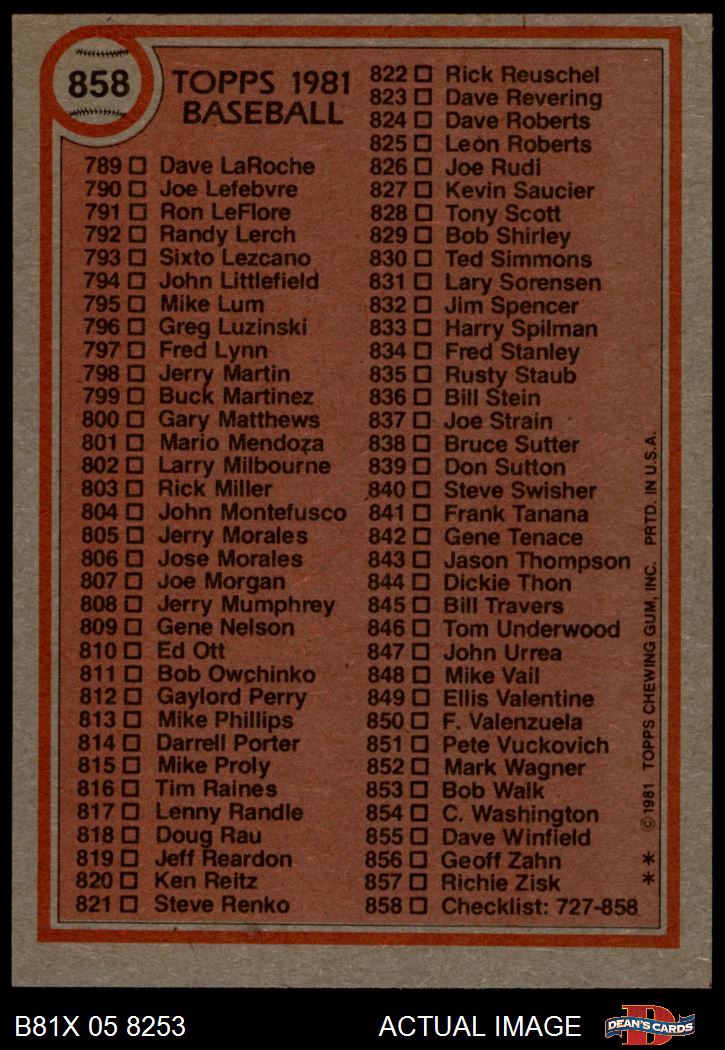 858
TOPPS 1981
BASEBALL
789 Dave LaRoche
790 Joe Lefebvre
791 Ron LeFlore
792 Randy Lerch
793 Sixto Lezcano
794 John Littlefield
795 Mike Lum
796 Greg Luzinski
797 Fred Lynn
798 Jerry Martin
799 Buck Martinez
800 Gary Matthews
801 Mario Mendoza
802 Larry Milbourne
803 Rick Miller
804 John Montefusco
805 Jerry Morales
806 Jose Morales
807 Joe Morgan
808 Jerry Mumphrey
809 Gene Nelson
810 Ed Ott
811 Bob Owchinko
812 Gaylord Perry
813 Mike Phillips
814 Darrell Porter
815 Mike Proly
816 Tim Raines
817 Lenny Randle
818 Doug Rau
819 Jeff Reardon
820 Ken Reitz
821 Steve Renko
822 Rick Reuschel
823 Dave Revering
824 Dave Roberts
825 Leon Roberts
826 Joe Rudi
827 Kevin Saucier
828 Tony Scott
829 Bob Shirley
830 Ted Simmons
831 Lary Sorensen
832 Jim Spencer
833 Harry Spilman
834 Fred Stanley
835 Rusty Staub
836 Bill Stein
837 Joe Strain
838 Bruce Sutter
839 Don Sutton
840 Steve Swisher
841 Frank Tanana
842 Gene Tenace
843 Jason Thompson
844 Dickie Thon
845 Bill Travers
846 Tom Underwood
847 John Urrea
848 Mike Vail
849 Ellis Valentine
850 F. Valenzuela
851 Pete Vuckovich
852 Mark Wagner
853 Bob Walk
854 C. Washington
855 Dave Winfield
856 Geoff Zahn
857 Richie Zisk
858 Checklist: 727-858
* * ©1981 TOPPS CHEWING GUM, INC. PRTD. IN U.S.A.
B81X 05 8253
ACTUAL IMAGE
D
DEAN'S CARDS